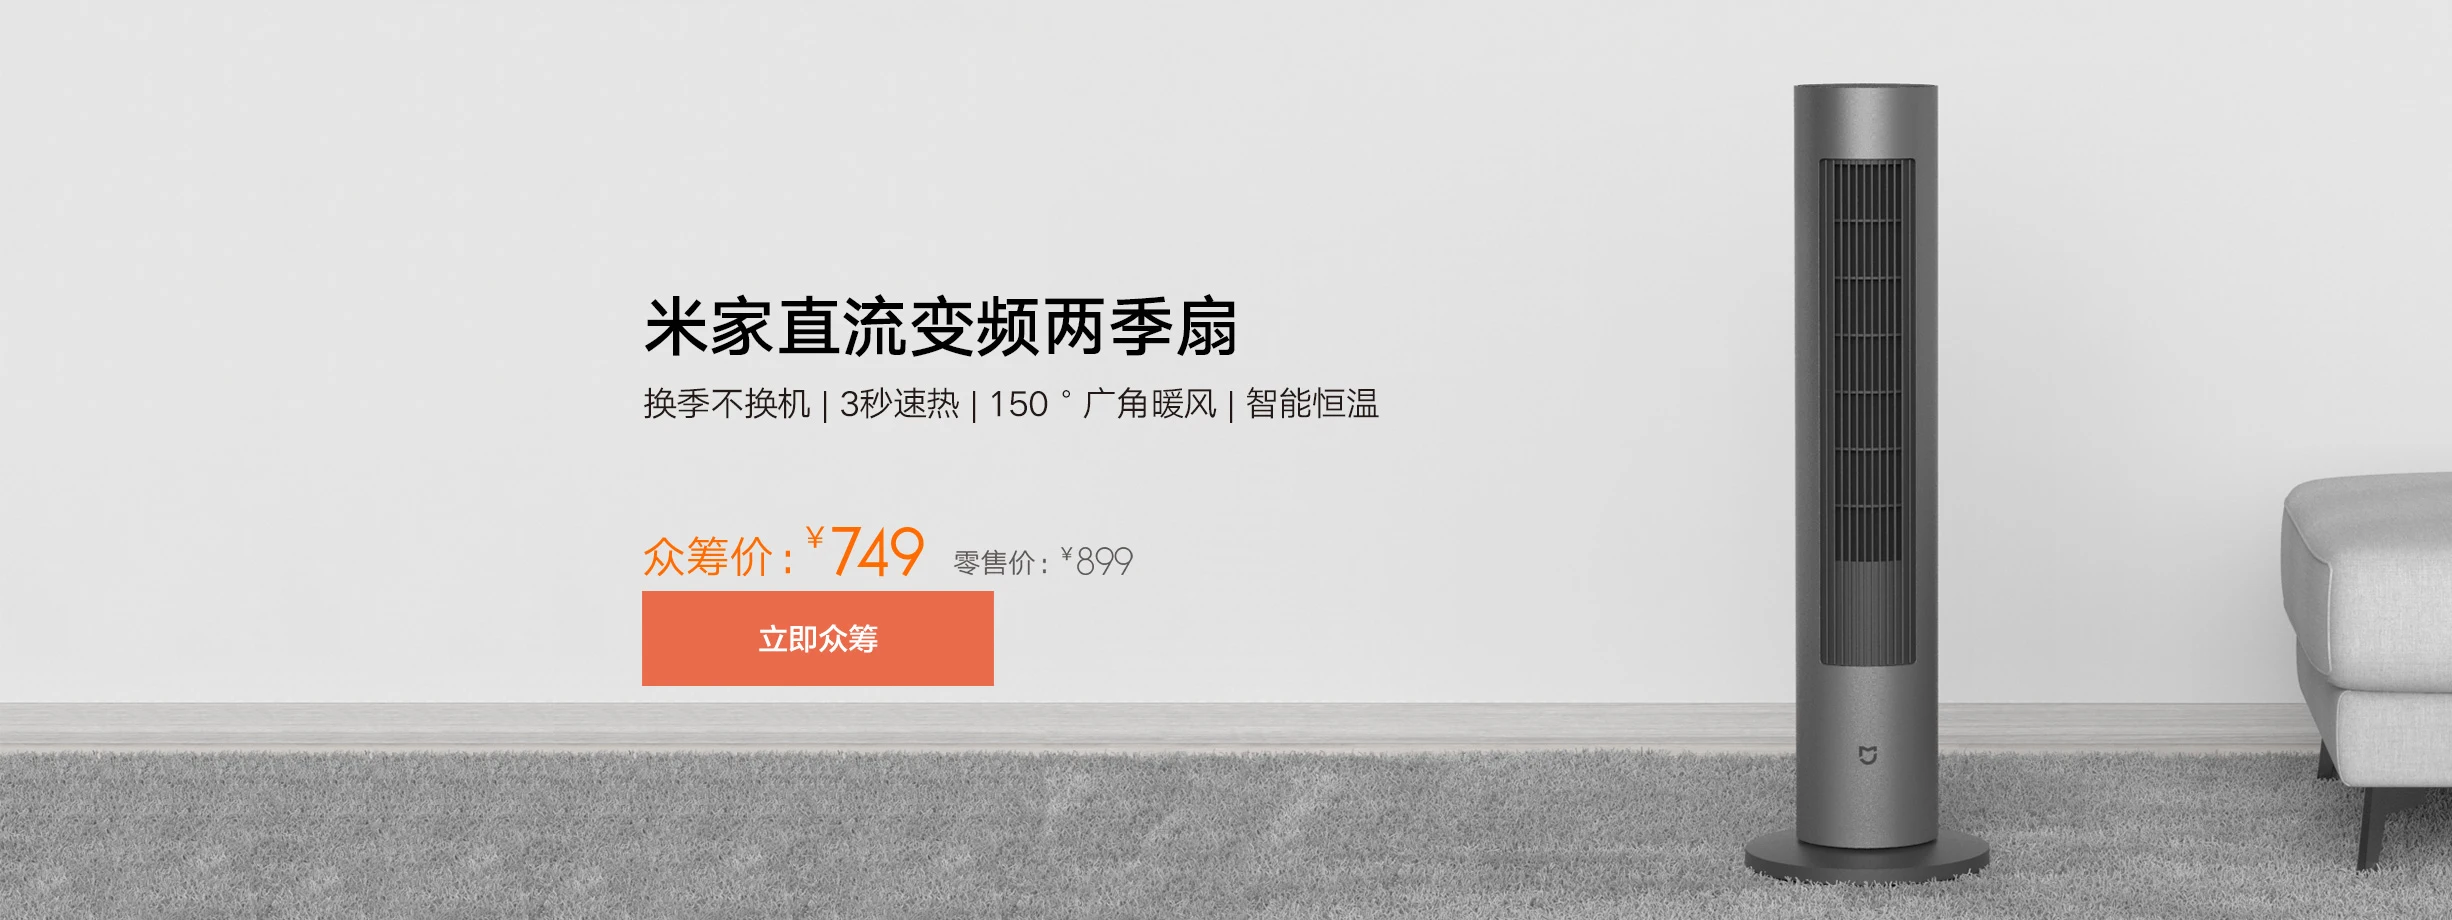 米家直流变频两季扇
换季不换机 | 3秒速热 | 150 ° 广角暖风 | 智能恒温
众筹价 : ¥749 零售价 : ¥899
立即众筹